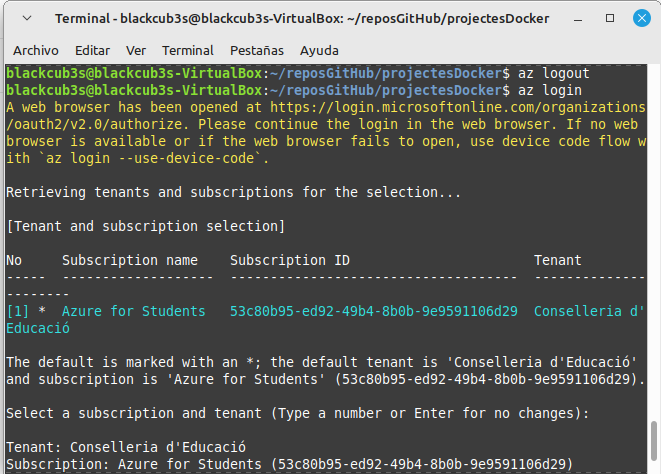 Terminal - blackcub3s@blackcub3s-VirtualBox: ~/reposGitHub/projectesDocker
Archivo Editar Ver Terminal Pestañas Ayuda
blackcub3s@blackcub3s-VirtualBox:~/reposGitHub/projectesDocker$ az logout
blackcub3s@blackcub3s-VirtualBox:~/reposGitHub/projectesDocker$ az login
A web browser has been opened at https://login.microsoftonline.com/organizations
/oauth2/v2.0/authorize. Please continue the login in the web browser. If no web
browser is available or if the web browser fails to open, use device code flow w
ith `az login --use-device-code`.
Retrieving tenants and subscriptions for the selection...
[Tenant and subscription selection]
No Subscription name Subscription ID Tenant
----- ------------------- ------------------------------------ --------------
--------
[1] * Azure for Students 53c80b95-ed92-49b4-8b0b-9e9591106d29 Conselleria d'
Educació
The default is marked with an *; the default tenant is 'Conselleria d'Educació'
and subscription is 'Azure for Students' (53c80b95-ed92-49b4-8b0b-9e9591106d29).
Select a subscription and tenant (Type a number or Enter for no changes):
Tenant: Conselleria d'Educació
Subscription: Azure for Students (53c80b95-ed92-49b4-8b0b-9e9591106d29)